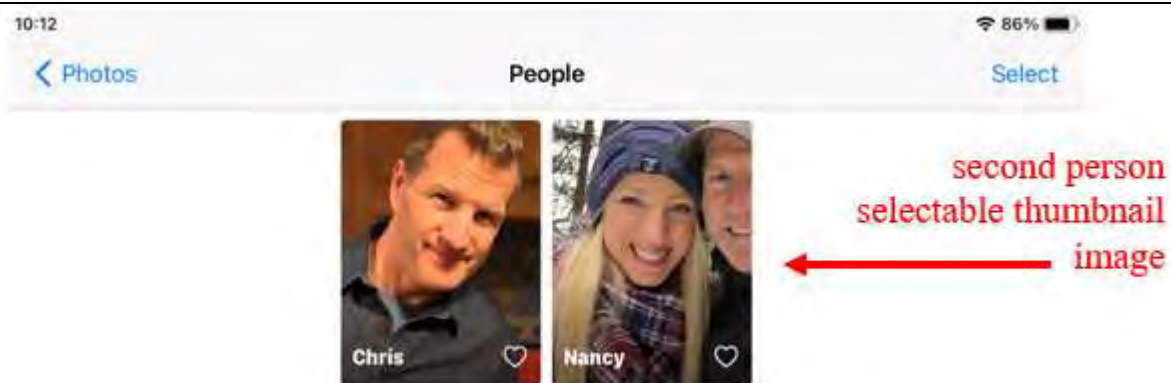 10:12
86%
Photos
People
Select
second person
selectable thumbnail
image
Chris
Nancy